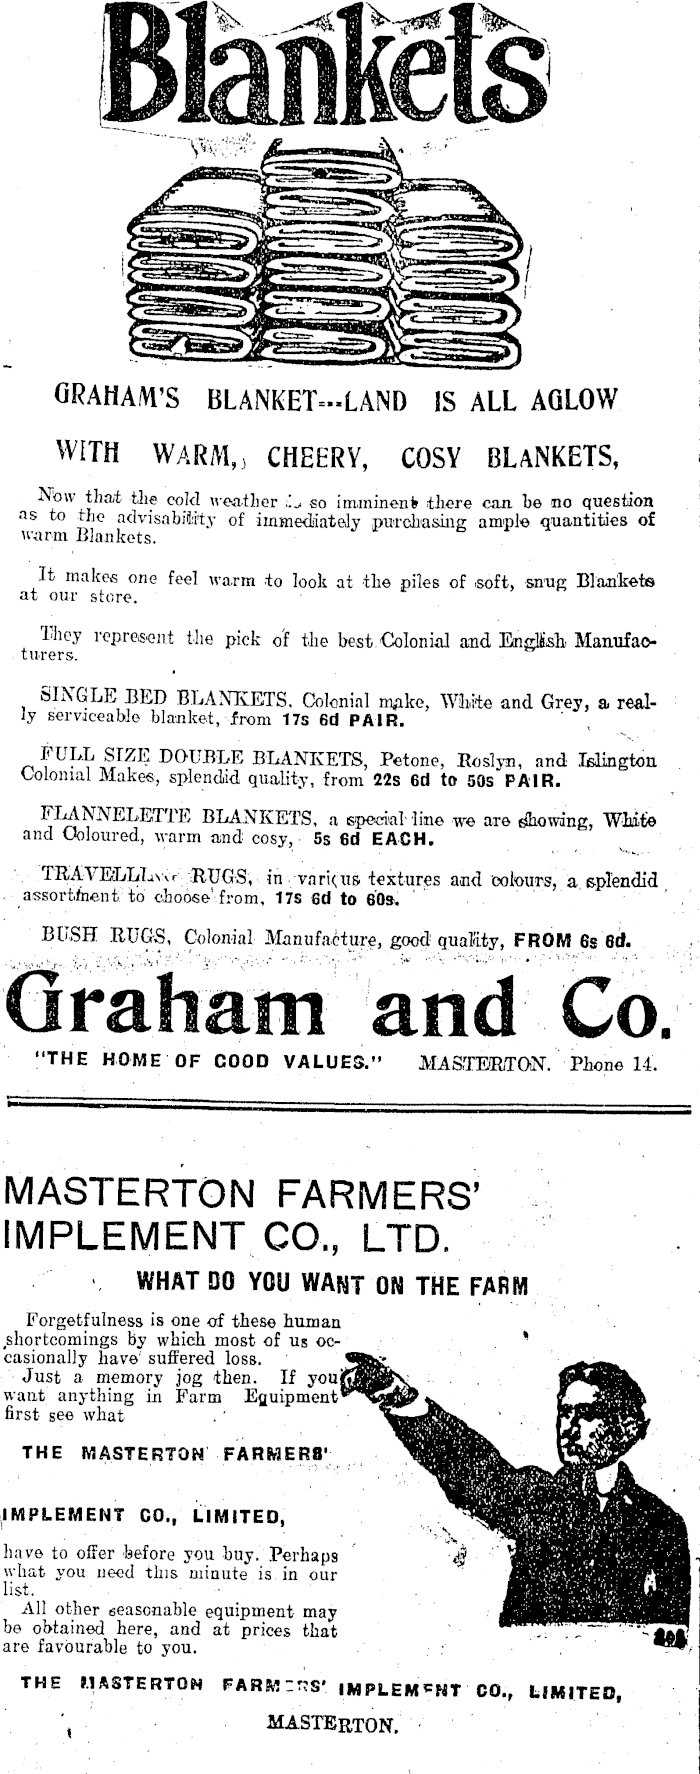 Blankets
GRAHAM'S BLANKET---LAND IS ALL AGLOW
WITH WARM, CHEERY, COSY BLANKETS,
Now that the cold weather is so imminent there can be no question
as to the advisability of immediately purchasing ample quantities of
warm Blankets.
It makes one feel warm to look at the piles of soft, snug Blankets
at our store.
They represent the pick of the best Colonial and English Manufac-
turers.
SINGLE BED BLANKETS, Colonial make, White and Grey, a real-
ly serviceable blanket, from 17s 6d PAIR.
FULL SIZE DOUBLE BLANKETS, Petone, Roslyn, and Islington
Colonial Makes, splendid quality, from 22s 6d to 50s PAIR.
FLANNELETTE BLANKETS, a special line we are showing, White
and Coloured, warm and cosy, 5s 6d EACH.
RUGS, in various textures and colours, a splendid
assortment to choose from, 17s 6d to 60s.
BUSH RUGS, Colonial Manufacture, good quality, FROM 6s 6d.
Graham and Co.
"THE HOME OF GOOD VALUES." MASTERTON. Phone 14.
MASTERTON FARMERS'
IMPLEMENT CO., LTD.
WHAT DO YOU WANT ON THE FARM
Forgetfulness is one of these human
shortcomings by which most of us oc-
casionally have suffered loss.
Just a memory jog then. If you
want anything in Farm Equipment
first see what
THE MASTERTON FARMERS'
IMPLEMENT CO., LIMITED,
have to offer before you buy. Perhaps
what you need this minute is in our
list.
All other seasonable equipment may
be obtained here, and at prices that
are favourable to you.
THE MASTERTON FARMERS' IMPLEMENT CO., LIMITED,
MASTERTON.